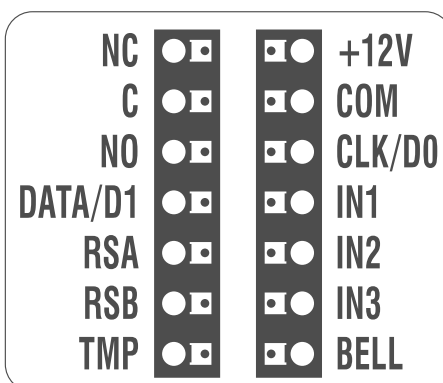 NC +12V
C COM
NO CLK/D0
DATA/D1 IN1
RSA IN2
RSB IN3
TMP BELL